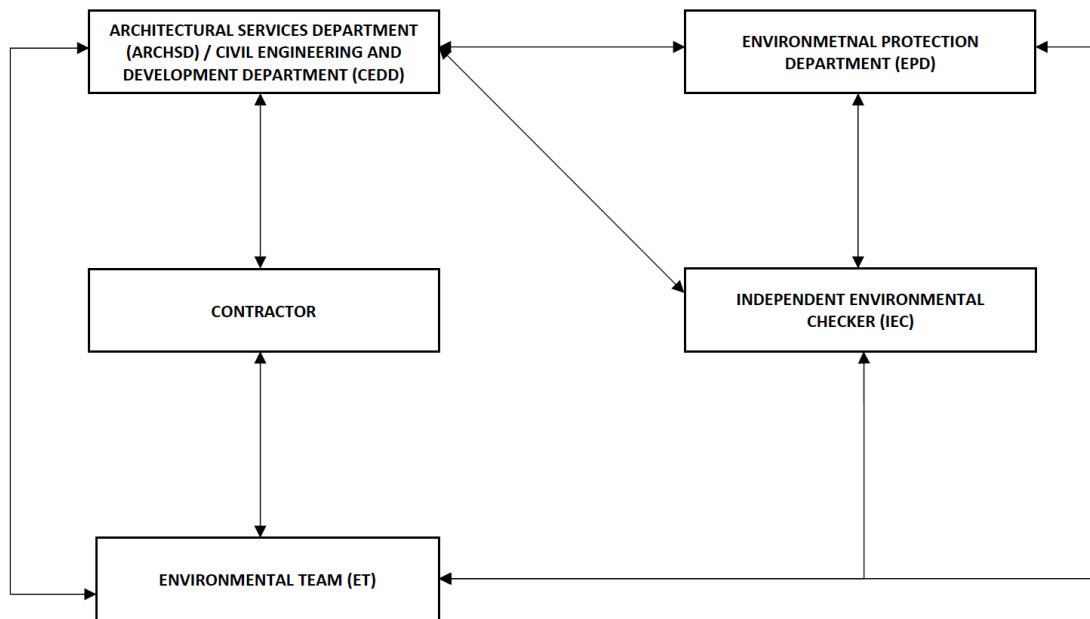 ARCHITECTURAL SERVICES DEPARTMENT
(ARCHSD) / CIVIL ENGINEERING AND
DEVELOPMENT DEPARTMENT (CEDD)
ENVIRONMETNAL PROTECTION
DEPARTMENT (EPD)
CONTRACTOR
INDEPENDENT ENVIRONMENTAL
CHECKER (IEC)
ENVIRONMENTAL TEAM (ET)